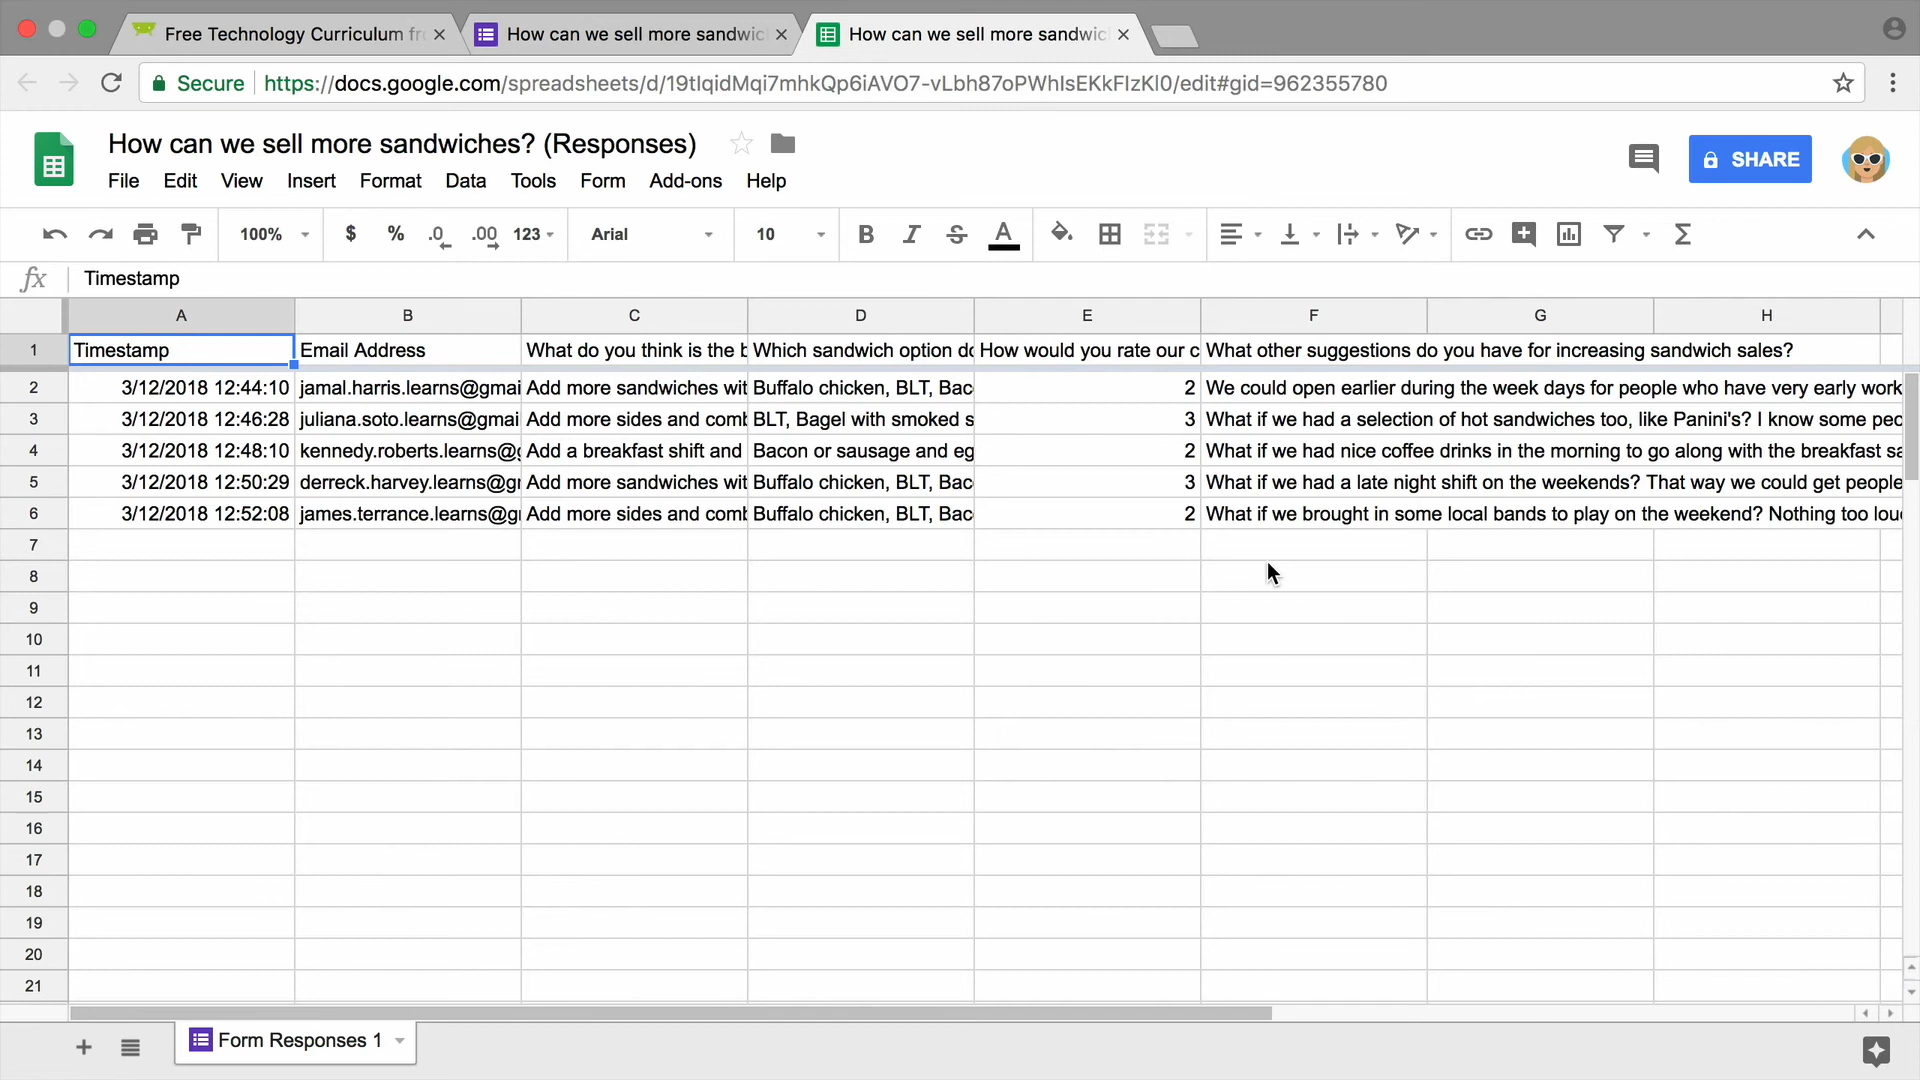 Free Technology Curriculum fr
How can we sell more sandwic
How can we sell more sandwic
Secure
https://docs.google.com/spreadsheets/d/19tIqidMqi7mhkQp6iAVO7-vLbh87oPWhIsEKkFIzKl0/edit#gid=962355780
How can we sell more sandwiches? (Responses)
SHARE
File Edit View Insert Format Data Tools Form Add-ons Help
100% $ % .0 .00 123 Arial 10 B I S A Σ
fx Timestamp
A B C D E F G H
1 Timestamp Email Address What do you think is the b Which sandwich option do How would you rate our c What other suggestions do you have for increasing sandwich sales?
2 3/12/2018 12:44:10 jamal.harris.learns@gmai Add more sandwiches wit Buffalo chicken, BLT, Bac 2 We could open earlier during the week days for people who have very early work
3 3/12/2018 12:46:28 juliana.soto.learns@gmai Add more sides and comb BLT, Bagel with smoked s 3 What if we had a selection of hot sandwiches too, like Panini's? I know some peo
4 3/12/2018 12:48:10 kennedy.roberts.learns@g Add a breakfast shift and Bacon or sausage and eg 2 What if we had nice coffee drinks in the morning to go along with the breakfast sa
5 3/12/2018 12:50:29 derreck.harvey.learns@gm Add more sandwiches wit Buffalo chicken, BLT, Bac 3 What if we had a late night shift on the weekends? That way we could get people
6 3/12/2018 12:52:08 james.terrance.learns@gm Add more sides and comb Buffalo chicken, BLT, Bac 2 What if we brought in some local bands to play on the weekend? Nothing too lou
7
8
9
10
11
12
13
14
15
16
17
18
19
20
21
Form Responses 1